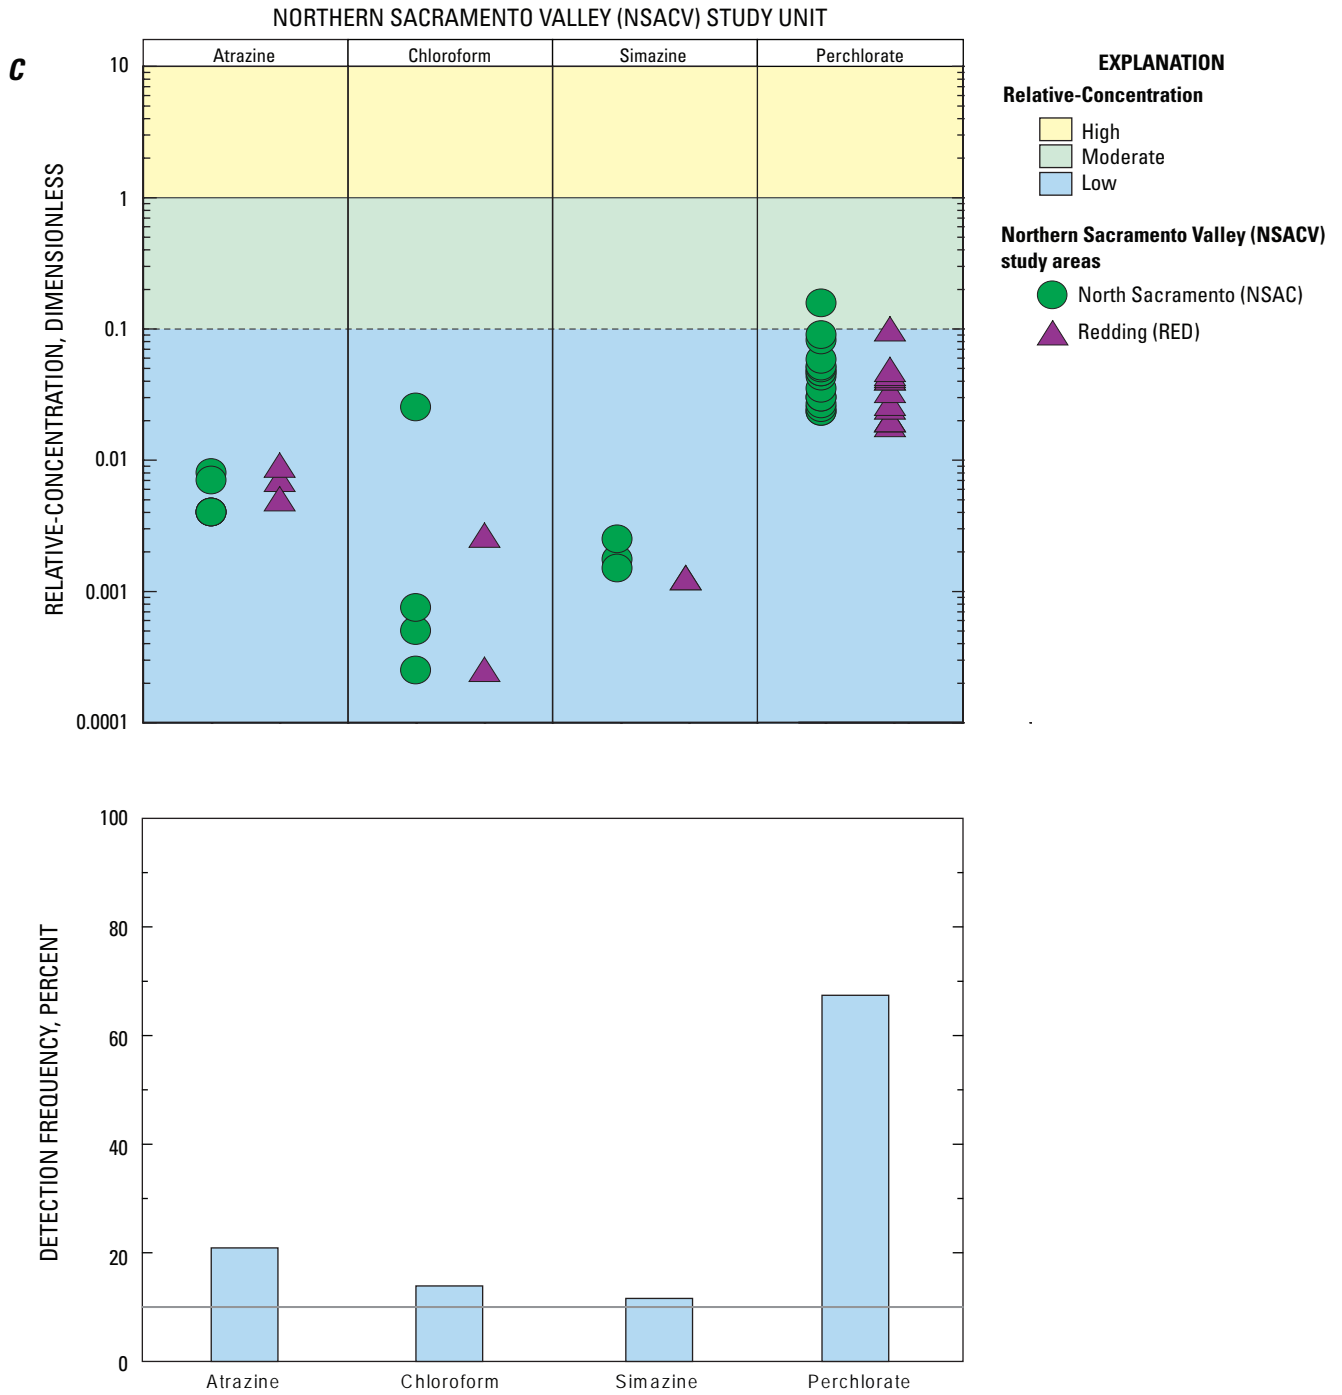 NORTHERN SACRAMENTO VALLEY (NSACV) STUDY UNIT
C
Atrazine Chloroform Simazine Perchlorate
RELATIVE-CONCENTRATION, DIMENSIONLESS
10
1
0.1
0.01
0.001
0.0001
EXPLANATION
Relative-Concentration
High
Moderate
Low
Northern Sacramento Valley (NSACV)
study areas
North Sacramento (NSAC)
Redding (RED)
DETECTION FREQUENCY, PERCENT
100
80
60
40
20
0
Atrazine Chloroform Simazine Perchlorate